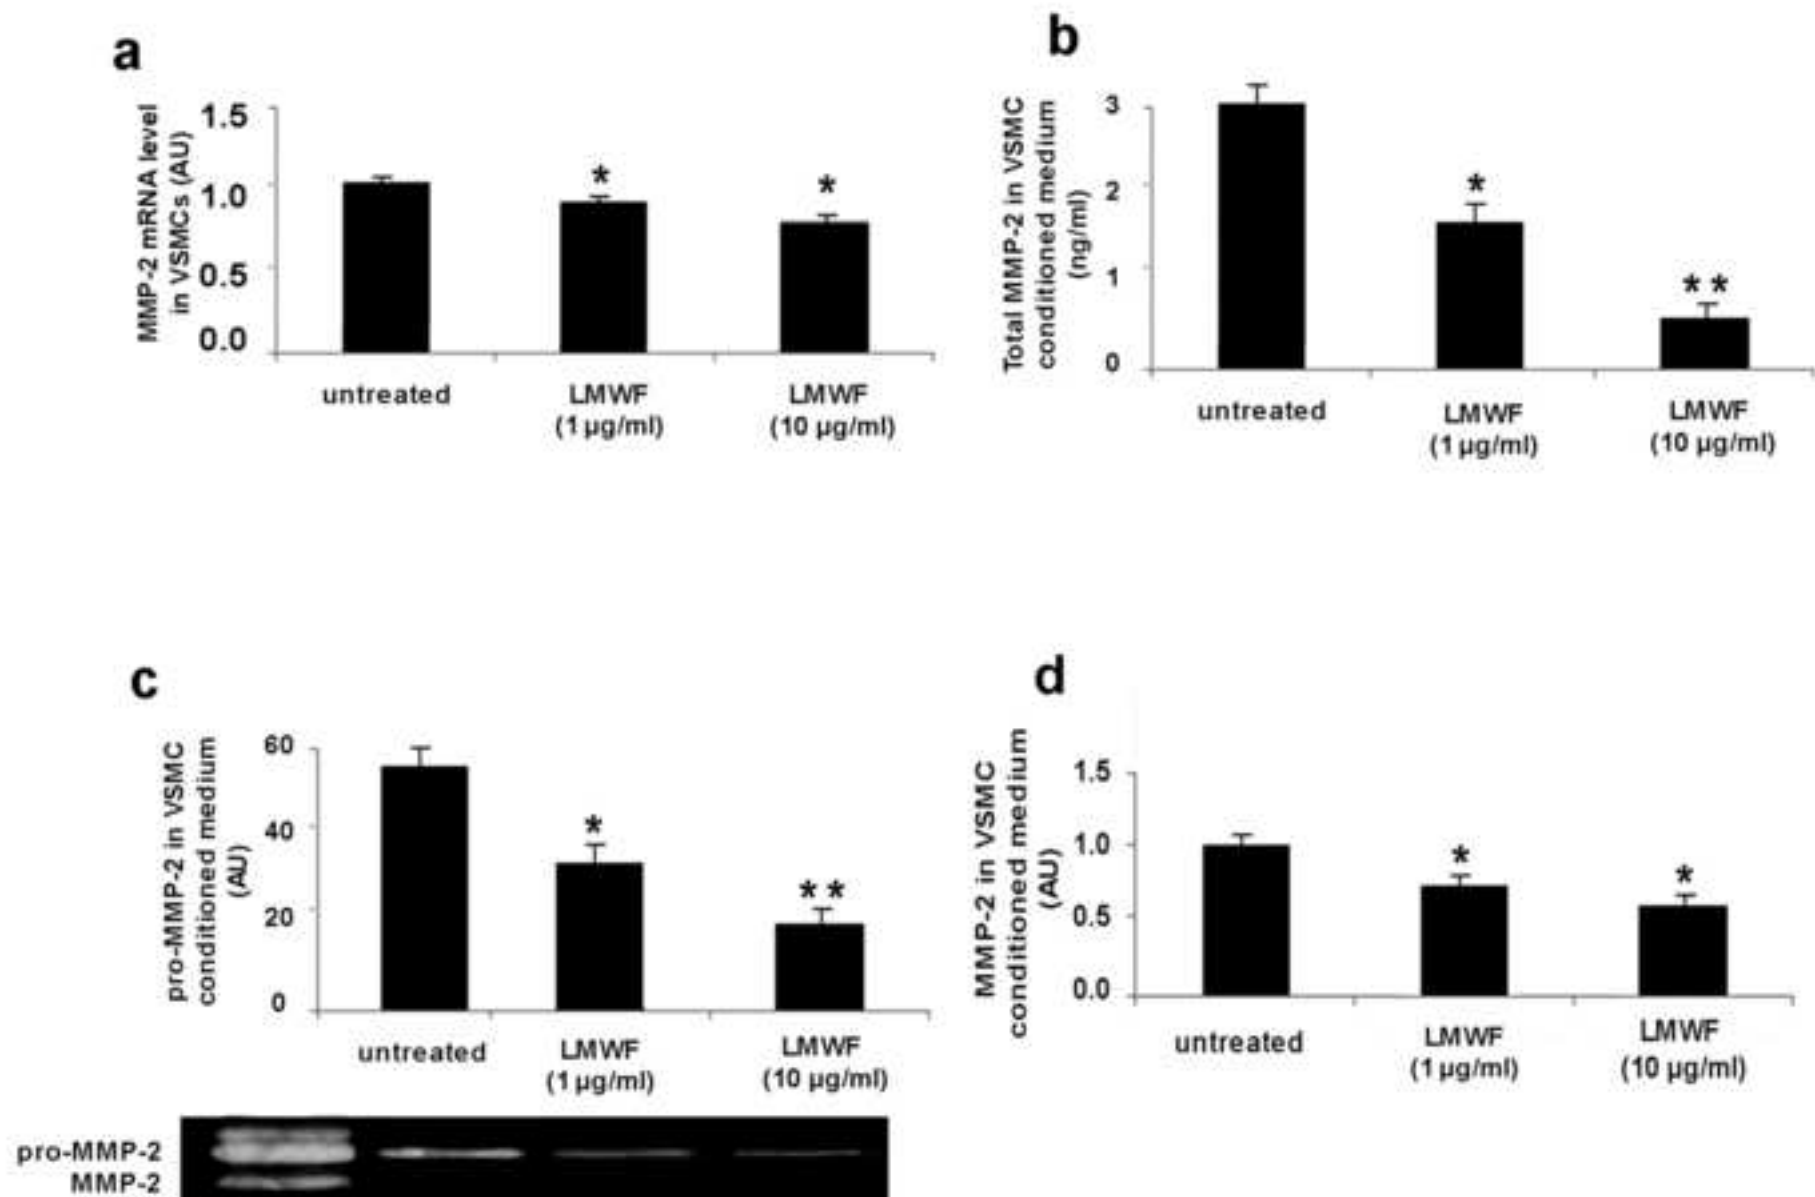 a
MMP-2 mRNA level
in VSMCs (AU)
1.5
1.0
0.5
0.0
*
*
untreated
LMWF
(1 µg/ml)
LMWF
(10 µg/ml)
b
Total MMP-2 in VSMC
conditioned medium
(ng/ml)
3
2
1
0
*
* *
untreated
LMWF
(1 µg/ml)
LMWF
(10 µg/ml)
c
pro-MMP-2 in VSMC
conditioned medium
(AU)
60
40
20
0
*
* *
untreated
LMWF
(1 µg/ml)
LMWF
(10 µg/ml)
pro-MMP-2
MMP-2
d
MMP-2 in VSMC
conditioned medium
(AU)
1.5
1.0
0.5
0.0
*
*
untreated
LMWF
(1 µg/ml)
LMWF
(10 µg/ml)